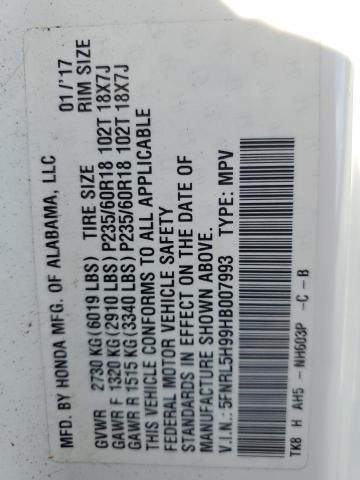 MFD. BY HONDA MFG. OF ALABAMA, LLC 01/'17
TIRE SIZE RIM SIZE
GVWR 2730 KG(6019 LBS)
GAWR F 1320 KG(2910 LBS) P235/60R18 102T 18X7J
GAWR R 1515 KG(3340 LBS) P235/60R18 102T 18X7J
THIS VEHICLE CONFORMS TO ALL APPLICABLE
FEDERAL MOTOR VEHICLE SAFETY
STANDARDS IN EFFECT ON THE DATE OF
MANUFACTURE SHOWN ABOVE.
V.I.N.: 5FNRL5H99HB007993 TYPE: MPV
TK8 H AH5 - NH603P -C-B